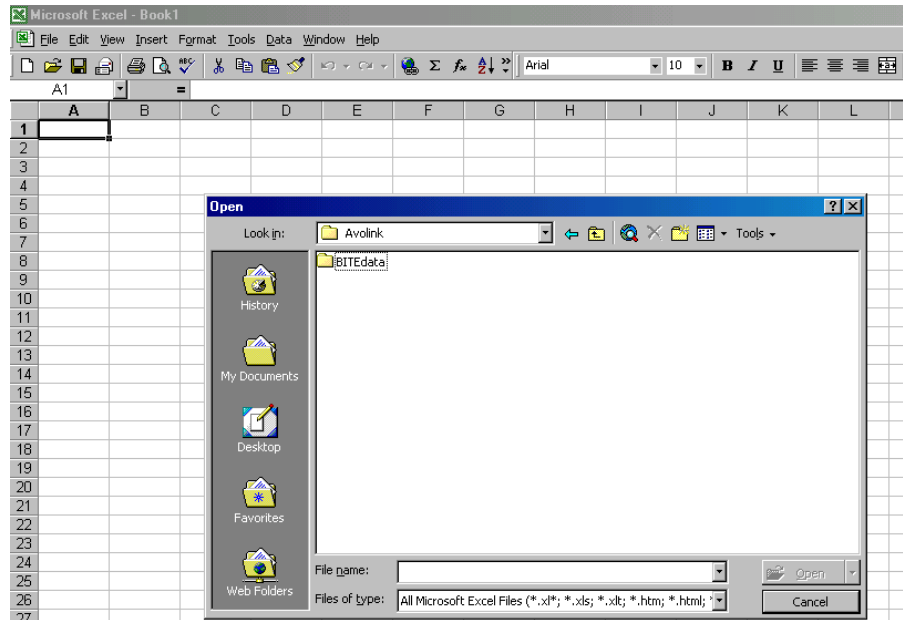 Microsoft Excel - Book1
File Edit View Insert Format Tools Data Window Help
Arial 10 B I U
A1 =
A B C D E F G H I J K L
1
2
3
4
5
6
7
8
9
10
11
12
13
14
15
16
17
18
19
20
21
22
23
24
25
26
27
Open
Look in: Avolink Tools
BITEdata
History
My Documents
Desktop
Favorites
Web Folders
File name: Open
Files of type: All Microsoft Excel Files (*.xl*; *.xls; *.xlt; *.htm; *.html; Cancel